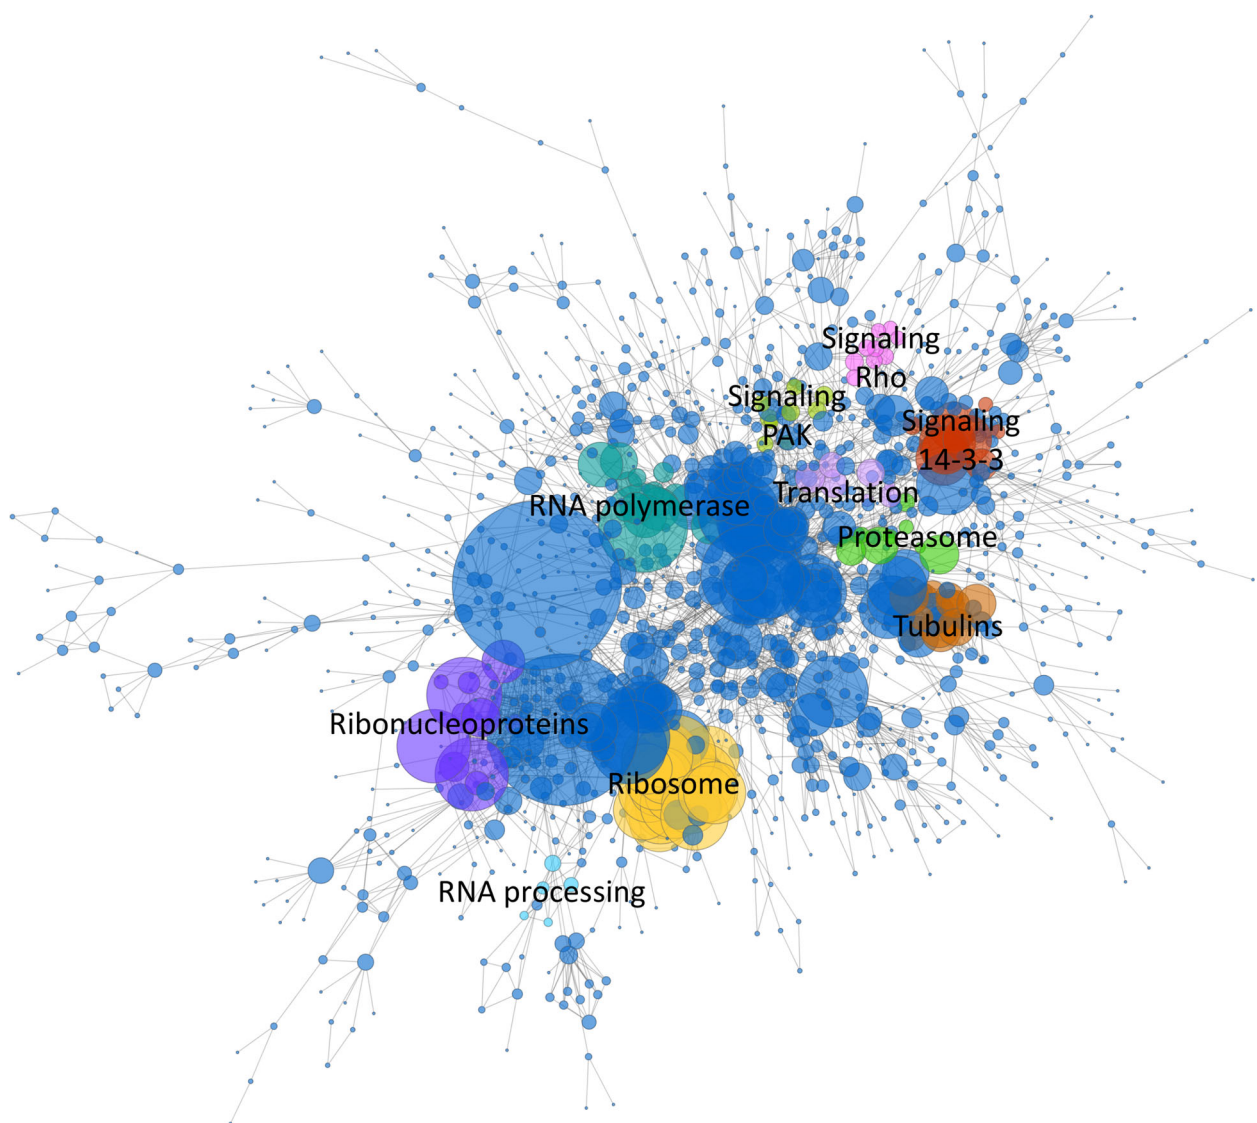 Signaling
Rho
Signaling
PAK
Signaling
14-3-3
Translation
RNA polymerase
Proteasome
Tubulins
Ribonucleoproteins
Ribosome
RNA processing